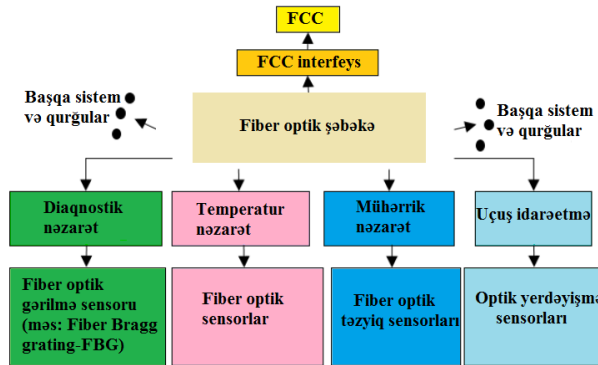 FCC
FCC interfeys
Başqa sistem
və qurğular
Fiber optik şəbəkə
Başqa sistem
və qurğular
Diaqnostik
nəzarət
Temperatur
nəzarət
Mühərrik
nəzarət
Uçuş idarəetmə
Fiber optik
gərilmə sensoru
(məs: Fiber Bragg
grating-FBG)
Fiber optik
sensorlar
Fiber optik
təzyiq sensorları
Optik yerdəyişmə
sensorları